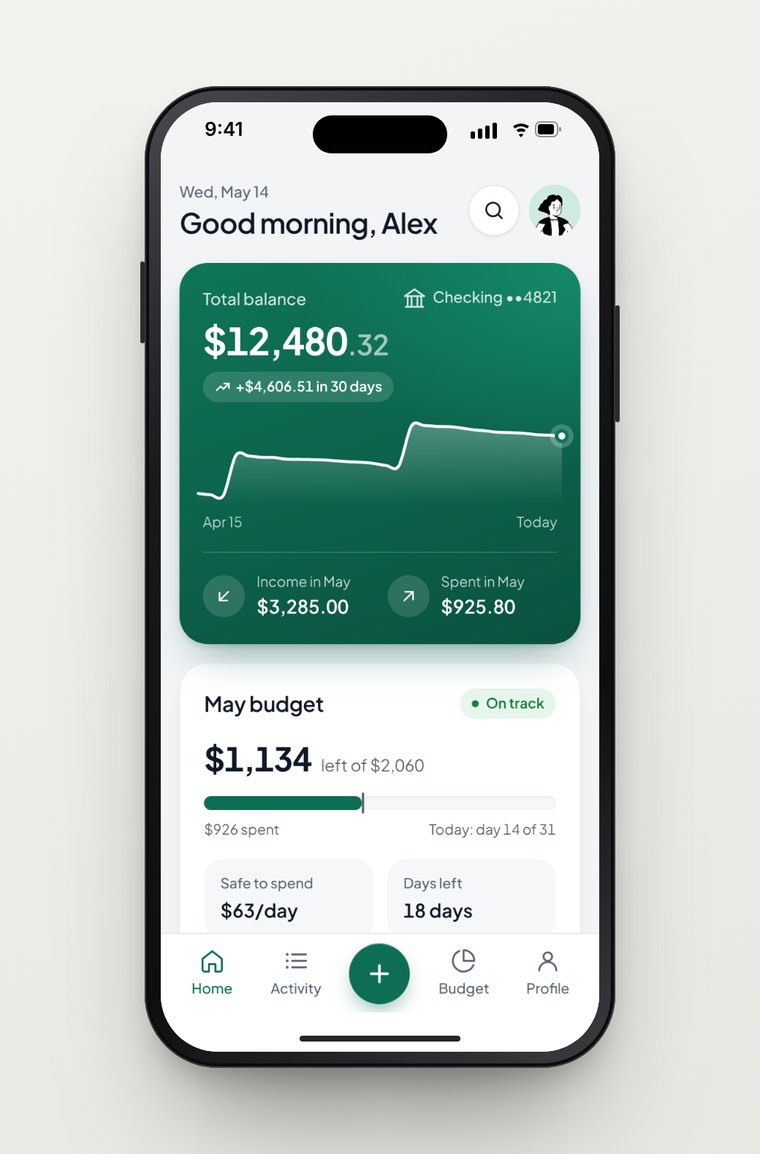 9:41
Wed, May 14
Good morning, Alex
Total balance
Checking ••4821
$12,480.32
+$4,606.51 in 30 days
Apr 15
Today
Income in May
$3,285.00
Spent in May
$925.80
May budget
On track
$1,134 left of $2,060
$926 spent
Today: day 14 of 31
Safe to spend
$63/day
Days left
18 days
Home
Activity
Budget
Profile